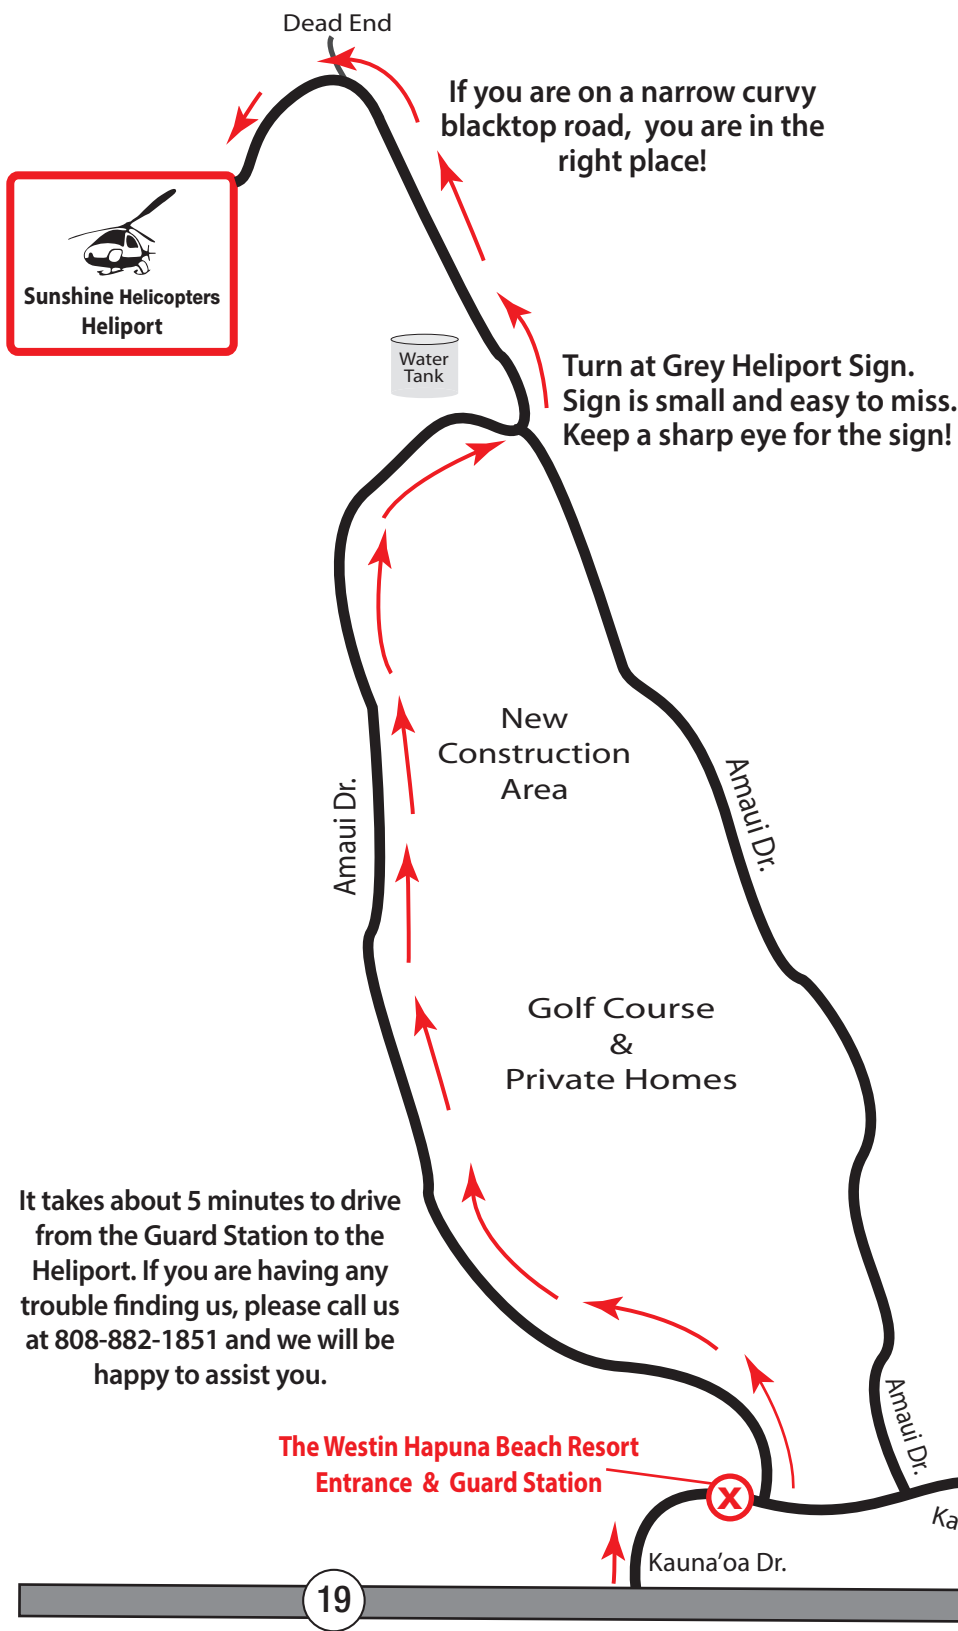 Dead End
If you are on a narrow curvy
blacktop road, you are in the
right place!
Sunshine Helicopters
Heliport
Water
Tank
Turn at Grey Heliport Sign.
Sign is small and easy to miss.
Keep a sharp eye for the sign!
New
Construction
Area
Amaui Dr.
Amaui Dr.
Golf Course
&
Private Homes
It takes about 5 minutes to drive
from the Guard Station to the
Heliport. If you are having any
trouble finding us, please call us
at 808-882-1851 and we will be
happy to assist you.
Amaui Dr.
The Westin Hapuna Beach Resort
Entrance & Guard Station
X
Ka
Kauna'oa Dr.
19